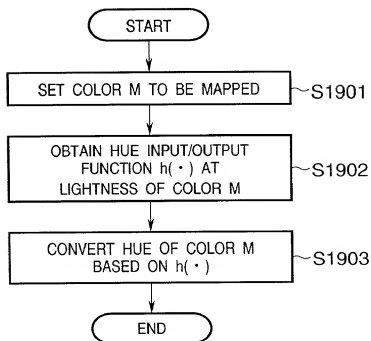 START
SET COLOR M TO BE MAPPED
S1901
OBTAIN HUE INPUT/OUTPUT
FUNCTION h(・) AT
LIGHTNESS OF COLOR M
S1902
CONVERT HUE OF COLOR M
BASED ON h(・)
S1903
END